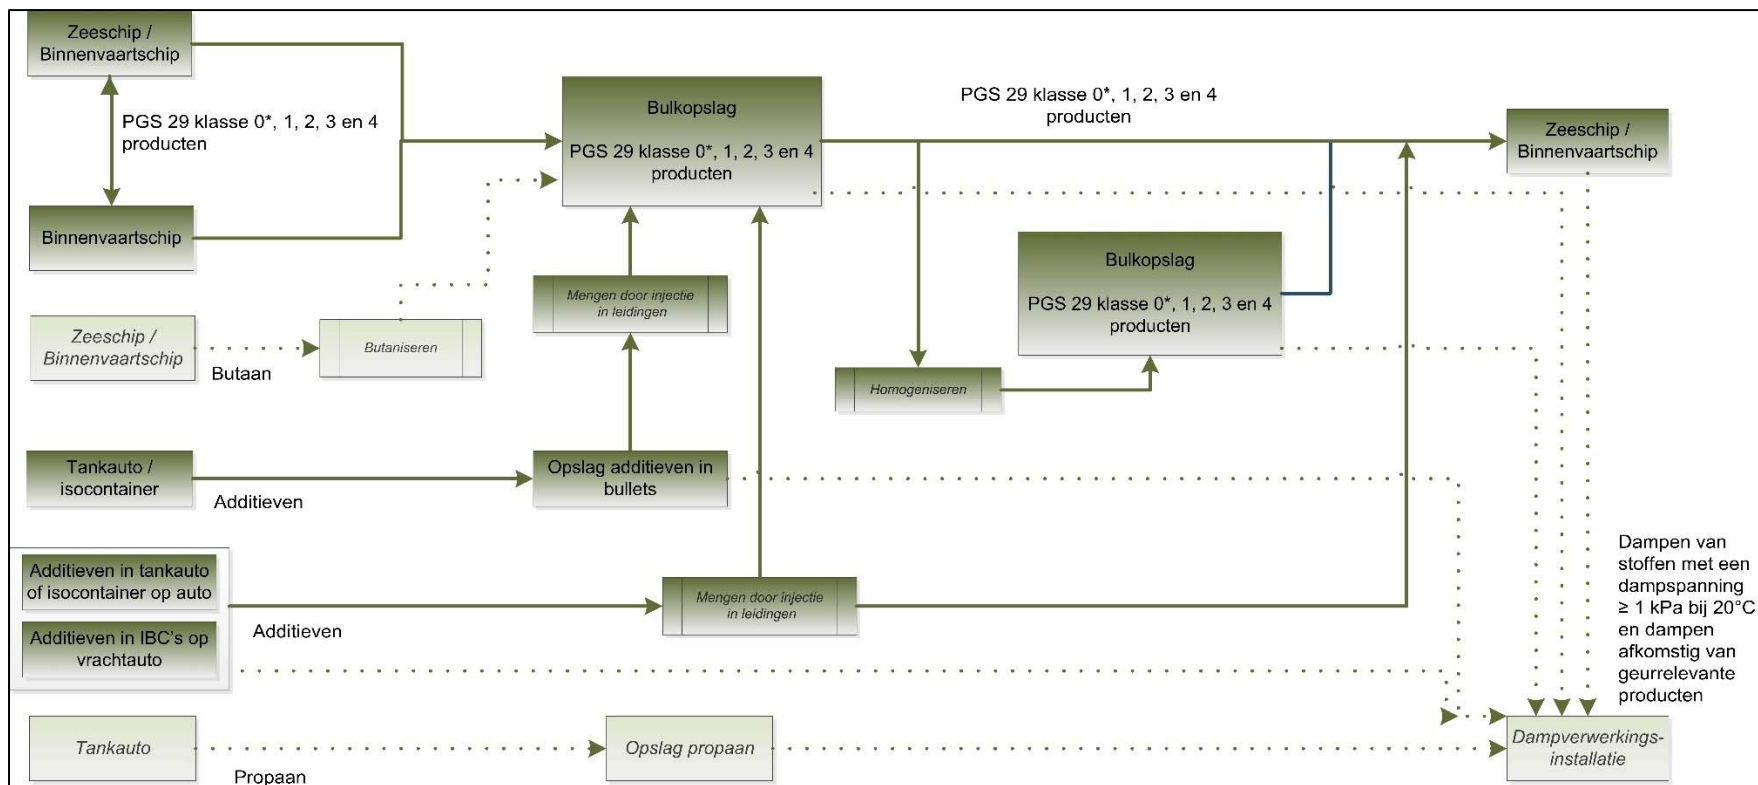 Zeeschip /
Binnenvaartschip
PGS 29 klasse 0*, 1, 2, 3 en 4
producten
Binnenvaartschip
Bulkopslag
PGS 29 klasse 0*, 1, 2, 3 en 4
producten
PGS 29 klasse 0*, 1, 2, 3 en 4
producten
Zeeschip /
Binnenvaartschip
Bulkopslag
PGS 29 klasse 0*, 1, 2, 3 en 4
producten
Mengen door injectie
in leidingen
Zeeschip /
Binnenvaartschip
Butaan
Butaniseren
Homogeniseren
Tankauto /
isocontainer
Additieven
Opslag additieven in
bullets
Additieven in tankauto
of isocontainer op auto
Additieven in IBC's op
vrachtauto
Additieven
Mengen door injectie
in leidingen
Dampen van
stoffen met een
dampspanning
≥ 1 kPa bij 20°C
en dampen
afkomstig van
geurrelevante
producten
Tankauto
Propaan
Opslag propaan
Dampverwerkings-
installatie